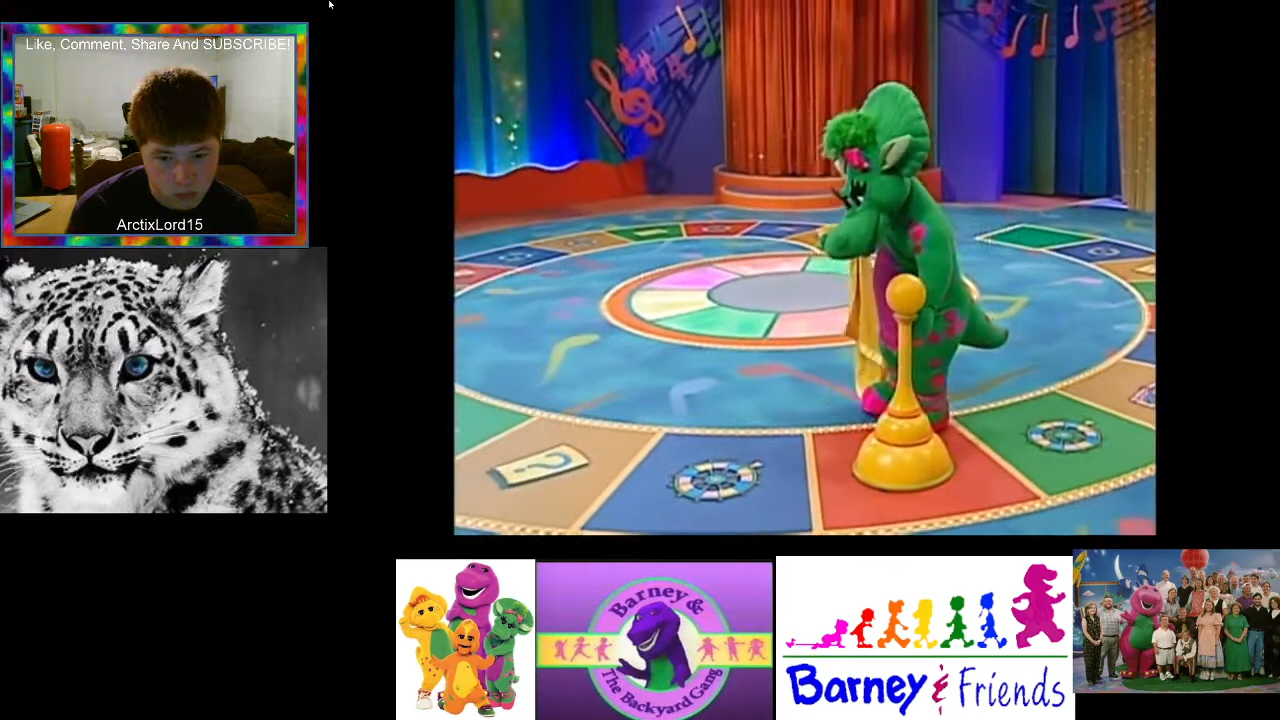 Like, Comment, Share And SUBSCRIBE!
ArctixLord15
?
Barney &
The Backyard Gang
Barney & Friends